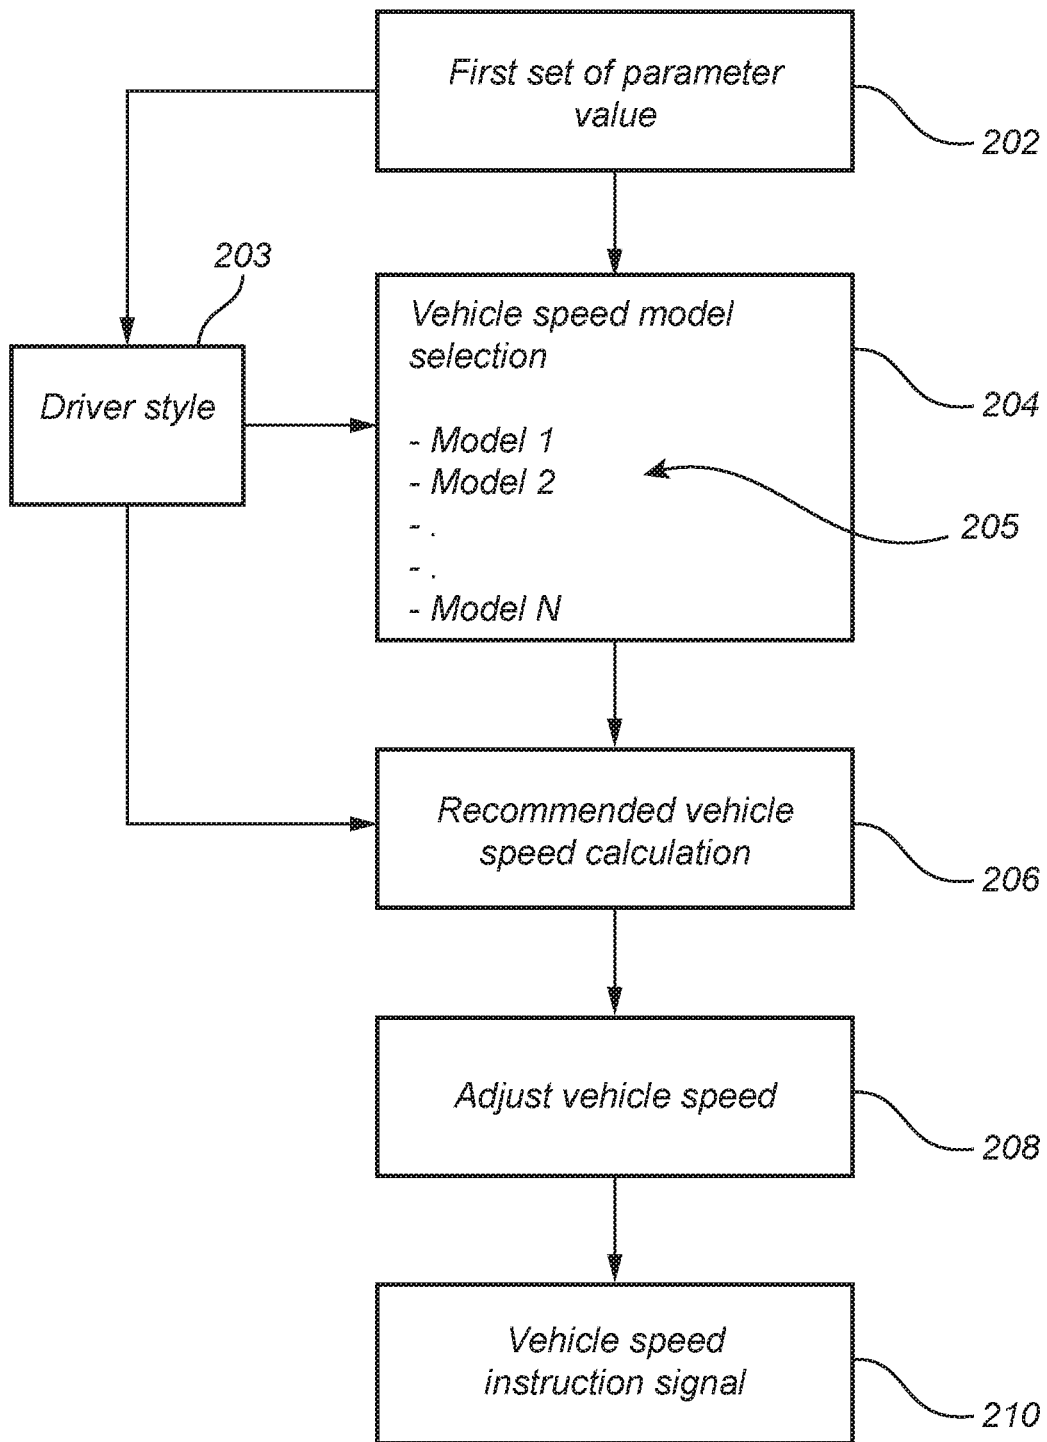 First set of parameter
value
202
203
Vehicle speed model
selection
204
Driver style
- Model 1
- Model 2
205
- .
- .
- Model N
Recommended vehicle
speed calculation
206
Adjust vehicle speed
208
Vehicle speed
instruction signal
210